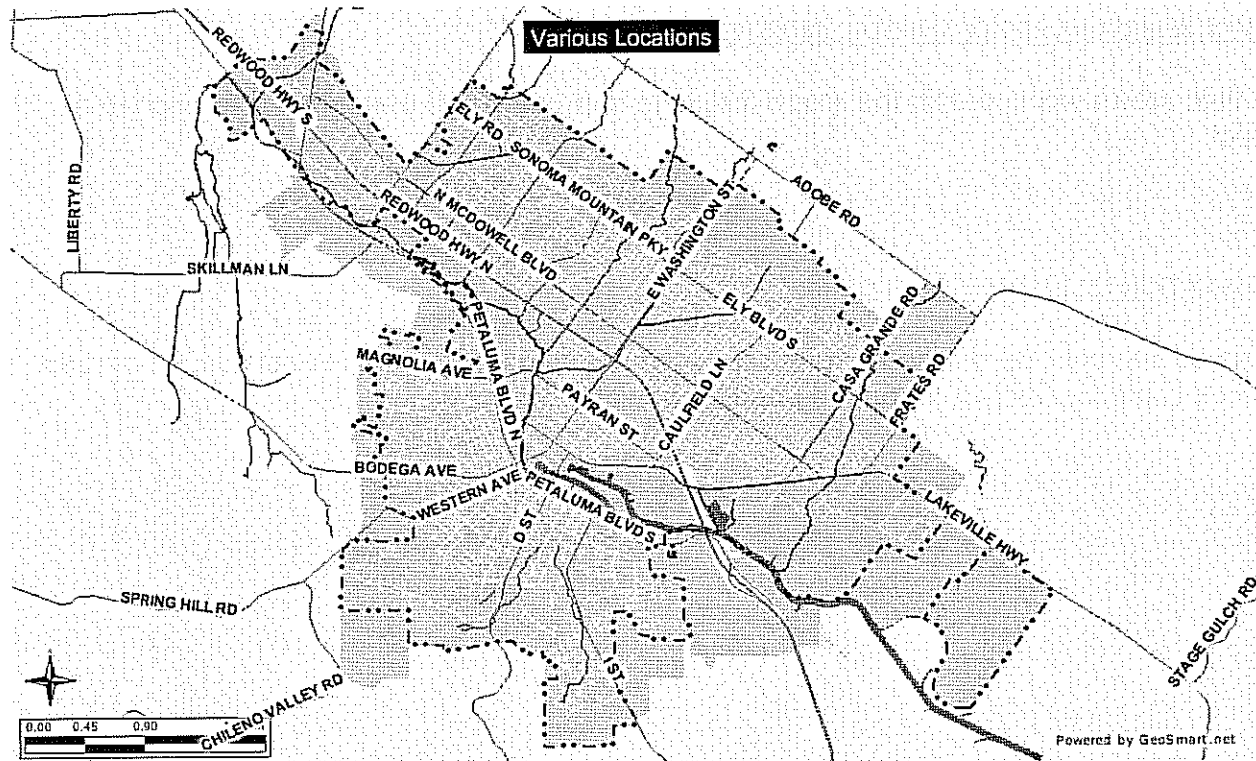 Various Locations
REDWOOD HWY S
ELY RD
SONOMA MOUNTAIN PKY
ADOBE RD
LIBERTY RD
N MCDOWELL BLVD
REDWOOD HWY N
E WASHINGTON ST
SKILLMAN LN
ELY BLVD S
CASA GRANDE RD
PETALUMA BLVD N
MAGNOLIA AVE
FRATES RD
PAYRAN ST
CAULFIELD LN
BODEGA AVE
WESTERN AVE
PETALUMA BLVD S
LAKEVILLE HWY
D ST
SPRING HILL RD
STAGE GULCH RD
I ST
CHILENO VALLEY RD
0.00 0.45 0.90
Powered by GeoSmart.net